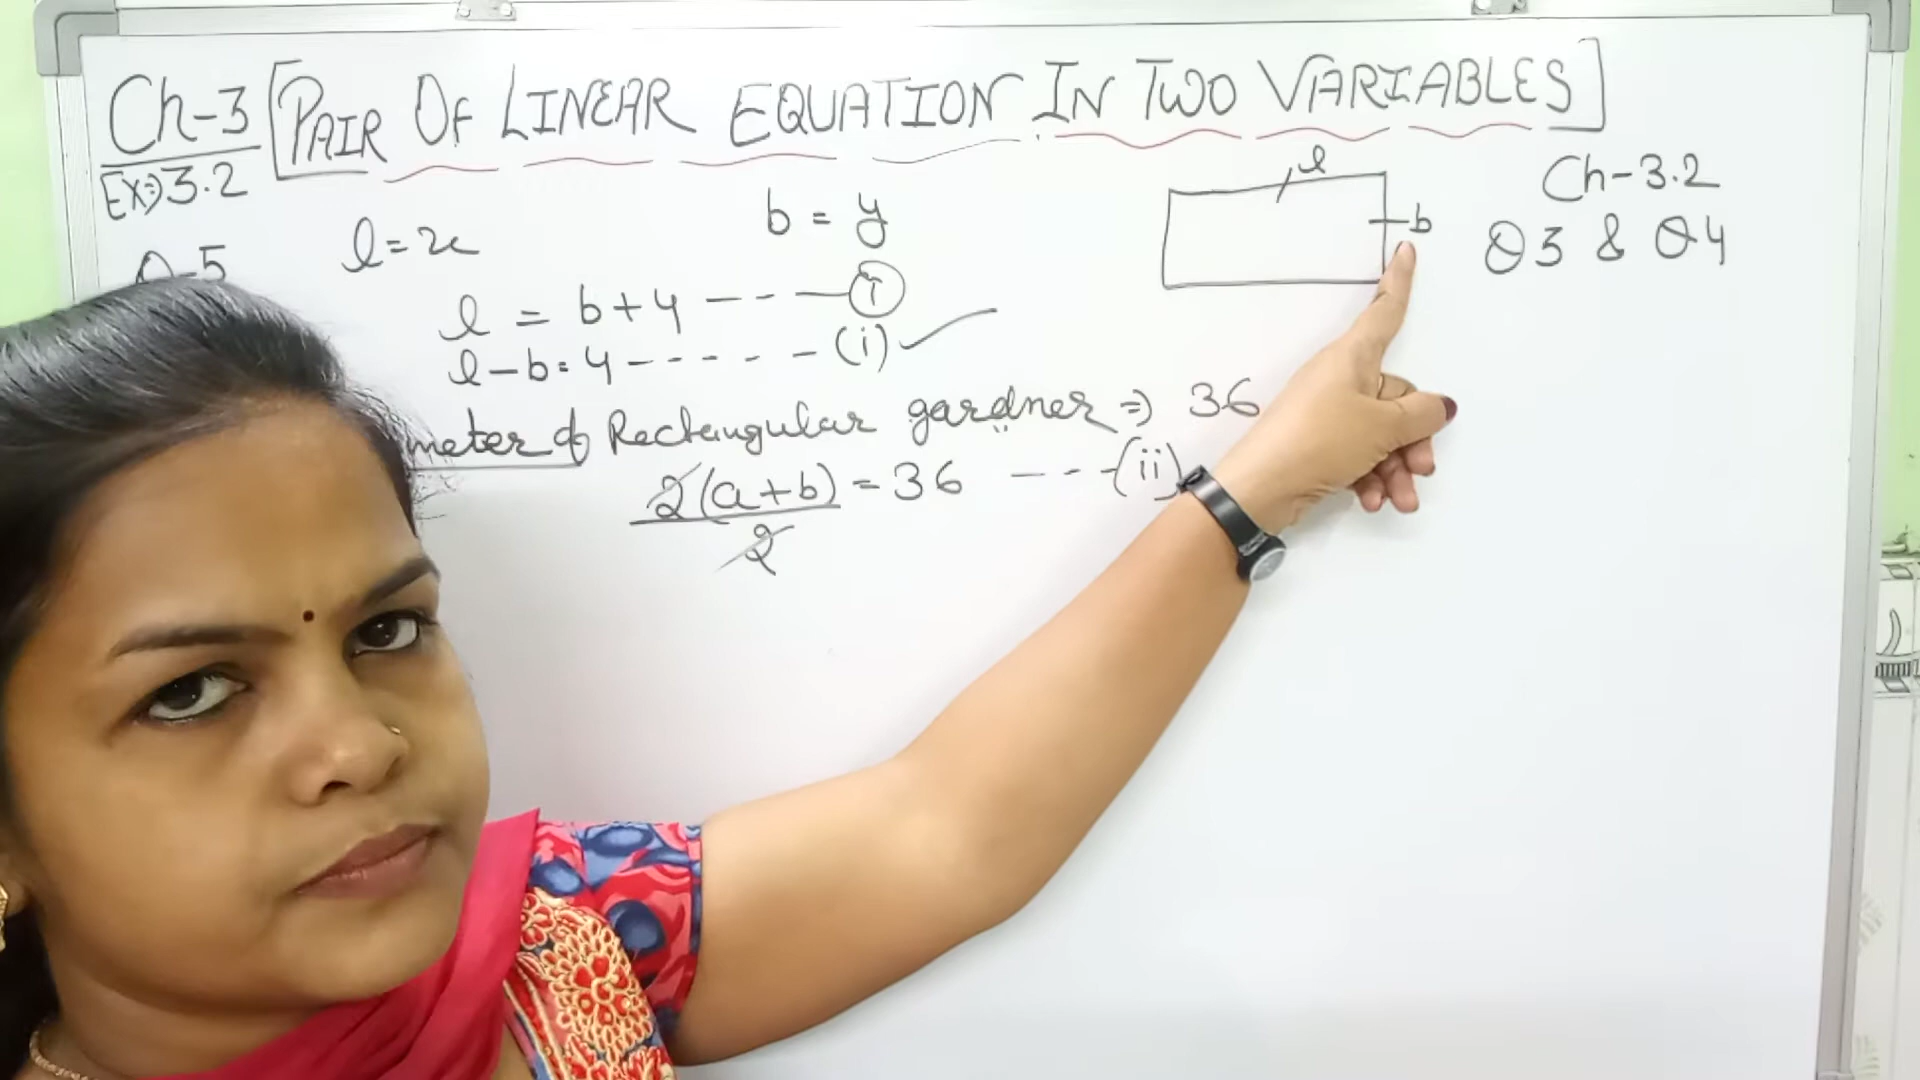 Ch-3 [PAIR OF LINEAR EQUATION IN TWO VARIABLES]
Ex⇒3.2
Q-5
l = x
b = y
l
b
Ch-3.2
Q3 & Q4
l = b+4 ---- (i)
l-b=4 ----- (i) ✓
meter of Rectangular gardner ⇒ 36
2(a+b) = 36 --- (ii)
2